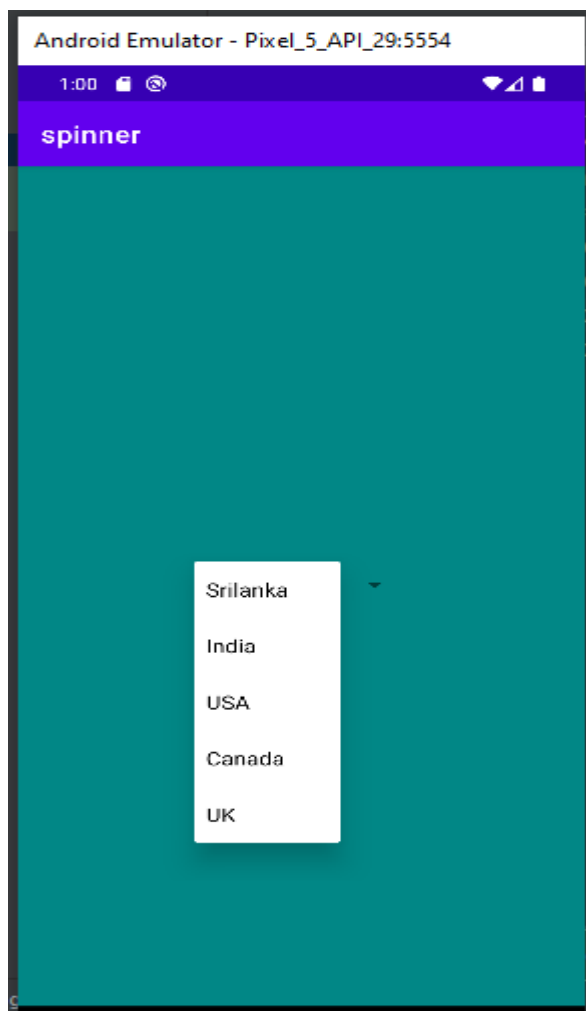 Android Emulator - Pixel_5_API_29:5554
1:00
spinner
Srilanka
India
USA
Canada
UK